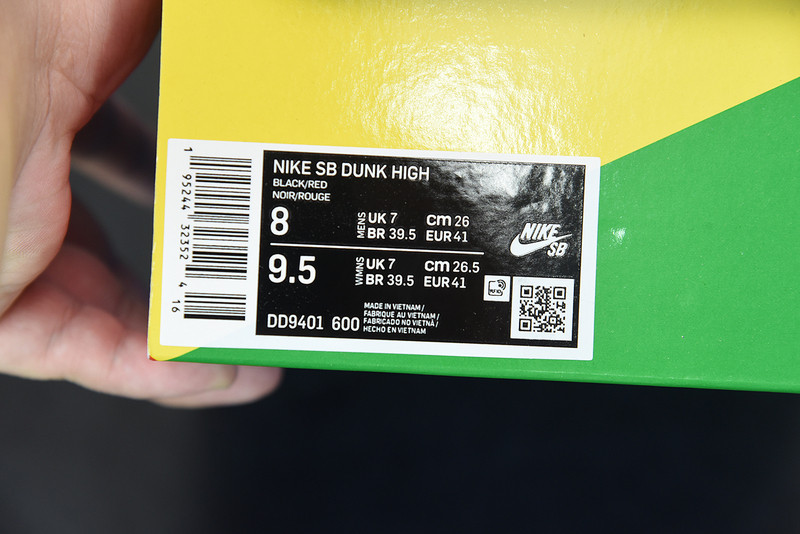 1 95244 32352 4 16
NIKE SB DUNK HIGH
BLACK/RED
NOIR/ROUGE
8 MENS UK 7 cm 26
BR 39.5 EUR 41
9.5 WMNS UK 7 cm 26.5
BR 39.5 EUR 41
NIKE
SB
DD9401 600
MADE IN VIETNAM /
FABRIQUE AU VIETNAM /
FABRICADO NO VIETNÃ /
HECHO EN VIETNAM